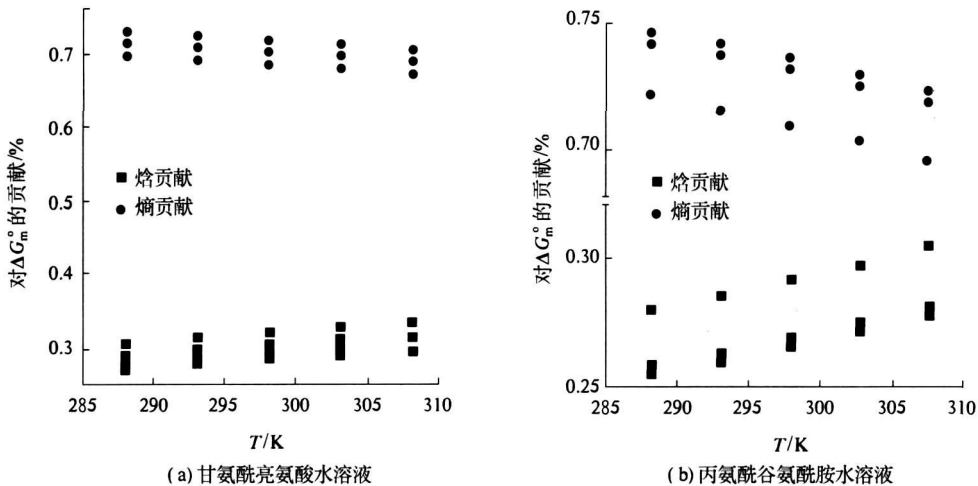 0.7
0.6
0.5
0.4
0.3
对ΔG°m的贡献/%
■ 焓贡献
● 熵贡献
285 290 295 300 305 310
T/K
(a) 甘氨酰亮氨酸水溶液
0.75
0.70
0.30
0.25
对ΔG°m的贡献/%
■ 焓贡献
● 熵贡献
285 290 295 300 305 310
T/K
(b) 丙氨酰谷氨酰胺水溶液